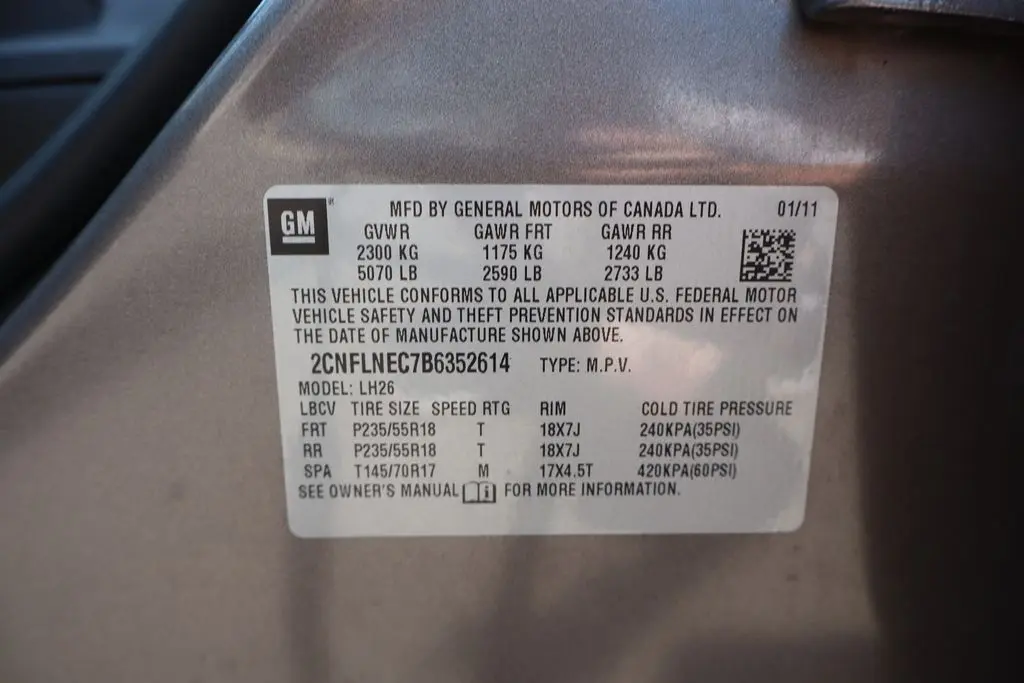 GM ® MFD BY GENERAL MOTORS OF CANADA LTD. 01/11
GVWR GAWR FRT GAWR RR
2300 KG 1175 KG 1240 KG
5070 LB 2590 LB 2733 LB
THIS VEHICLE CONFORMS TO ALL APPLICABLE U.S. FEDERAL MOTOR
VEHICLE SAFETY AND THEFT PREVENTION STANDARDS IN EFFECT ON
THE DATE OF MANUFACTURE SHOWN ABOVE.
2CNFLNEC7B6352614 TYPE: M.P.V.
MODEL: LH26
LBCV TIRE SIZE SPEED RTG RIM COLD TIRE PRESSURE
FRT P235/55R18 T 18X7J 240KPA(35PSI)
RR P235/55R18 T 18X7J 240KPA(35PSI)
SPA T145/70R17 M 17X4.5T 420KPA(60PSI)
SEE OWNER'S MANUAL i FOR MORE INFORMATION.